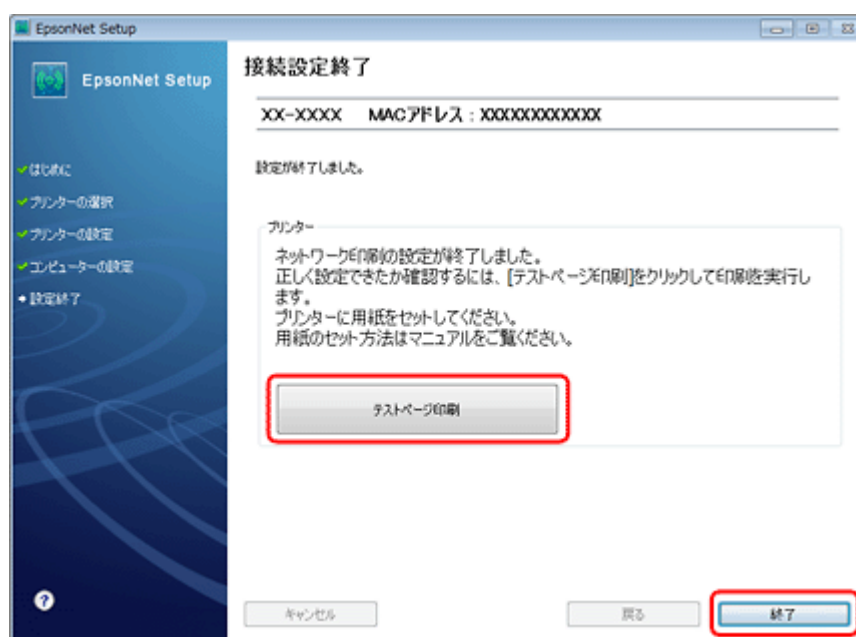 EpsonNet Setup
EpsonNet Setup
接続設定終了
XX-XXXX MACアドレス : XXXXXXXXXXXX
はじめに
プリンターの選択
プリンターの設定
コンピューターの設定
設定終了
設定が終了しました。
プリンター
ネットワーク印刷の設定が終了しました。
正しく設定できたか確認するには、[テストページ印刷]をクリックして印刷を実行し
ます。
プリンターに用紙をセットしてください。
用紙のセット方法はマニュアルをご覧ください。
テストページ印刷
?
キャンセル
戻る
終了